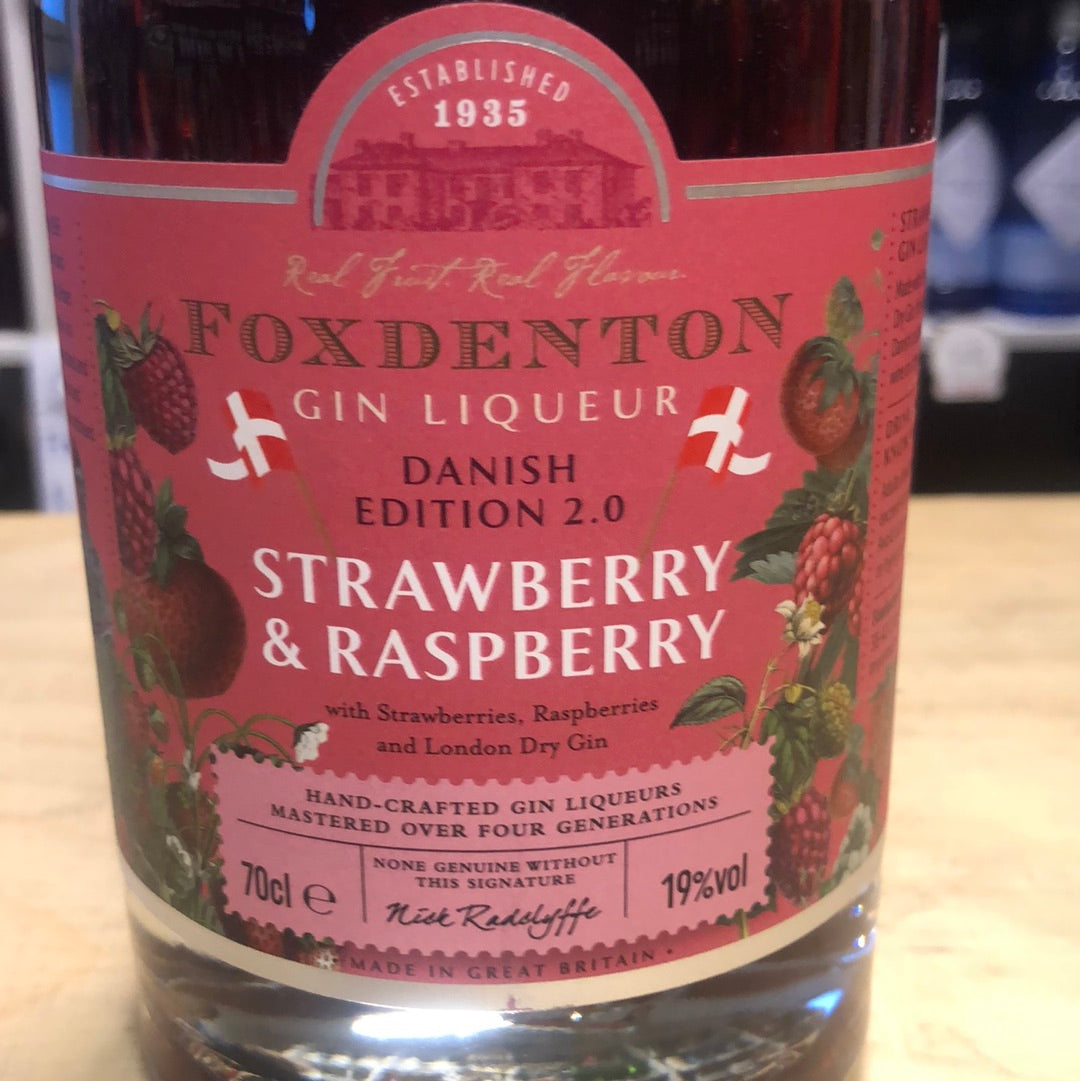 ESTABLISHED
1935
Real Fruit. Real Flavour.
FOXDENTON
GIN LIQUEUR
DANISH
EDITION 2.0
STRAWBERRY
& RASPBERRY
with Strawberries, Raspberries
and London Dry Gin
HAND-CRAFTED GIN LIQUEURS
MASTERED OVER FOUR GENERATIONS
70cl ℮
NONE GENUINE WITHOUT
THIS SIGNATURE
Nick Radclyffe
19%vol
MADE IN GREAT BRITAIN •